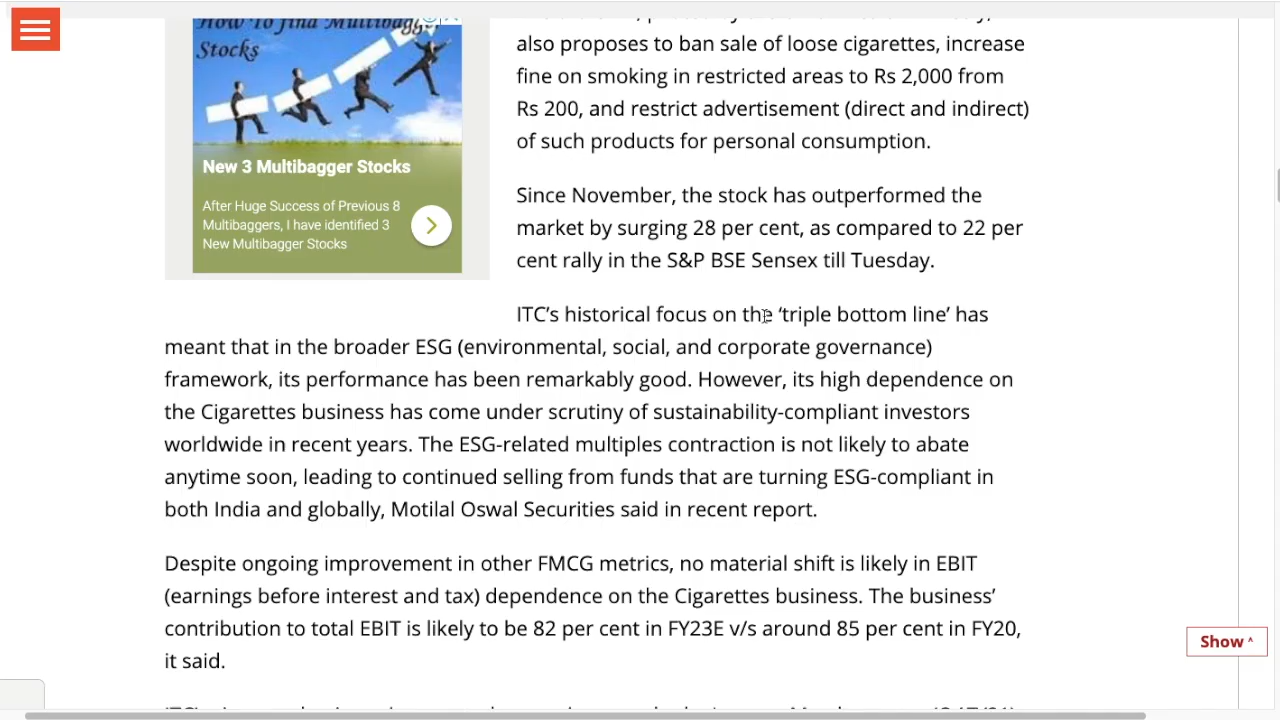 How To find Multibagger
Stocks
New 3 Multibagger Stocks
After Huge Success of Previous 8
Multibaggers, I have identified 3
New Multibagger Stocks
also proposes to ban sale of loose cigarettes, increase
fine on smoking in restricted areas to Rs 2,000 from
Rs 200, and restrict advertisement (direct and indirect)
of such products for personal consumption.
Since November, the stock has outperformed the
market by surging 28 per cent, as compared to 22 per
cent rally in the S&P BSE Sensex till Tuesday.
ITC’s historical focus on the ‘triple bottom line’ has
meant that in the broader ESG (environmental, social, and corporate governance)
framework, its performance has been remarkably good. However, its high dependence on
the Cigarettes business has come under scrutiny of sustainability-compliant investors
worldwide in recent years. The ESG-related multiples contraction is not likely to abate
anytime soon, leading to continued selling from funds that are turning ESG-compliant in
both India and globally, Motilal Oswal Securities said in recent report.
Despite ongoing improvement in other FMCG metrics, no material shift is likely in EBIT
(earnings before interest and tax) dependence on the Cigarettes business. The business’
contribution to total EBIT is likely to be 82 per cent in FY23E v/s around 85 per cent in FY20,
it said.
Show ^